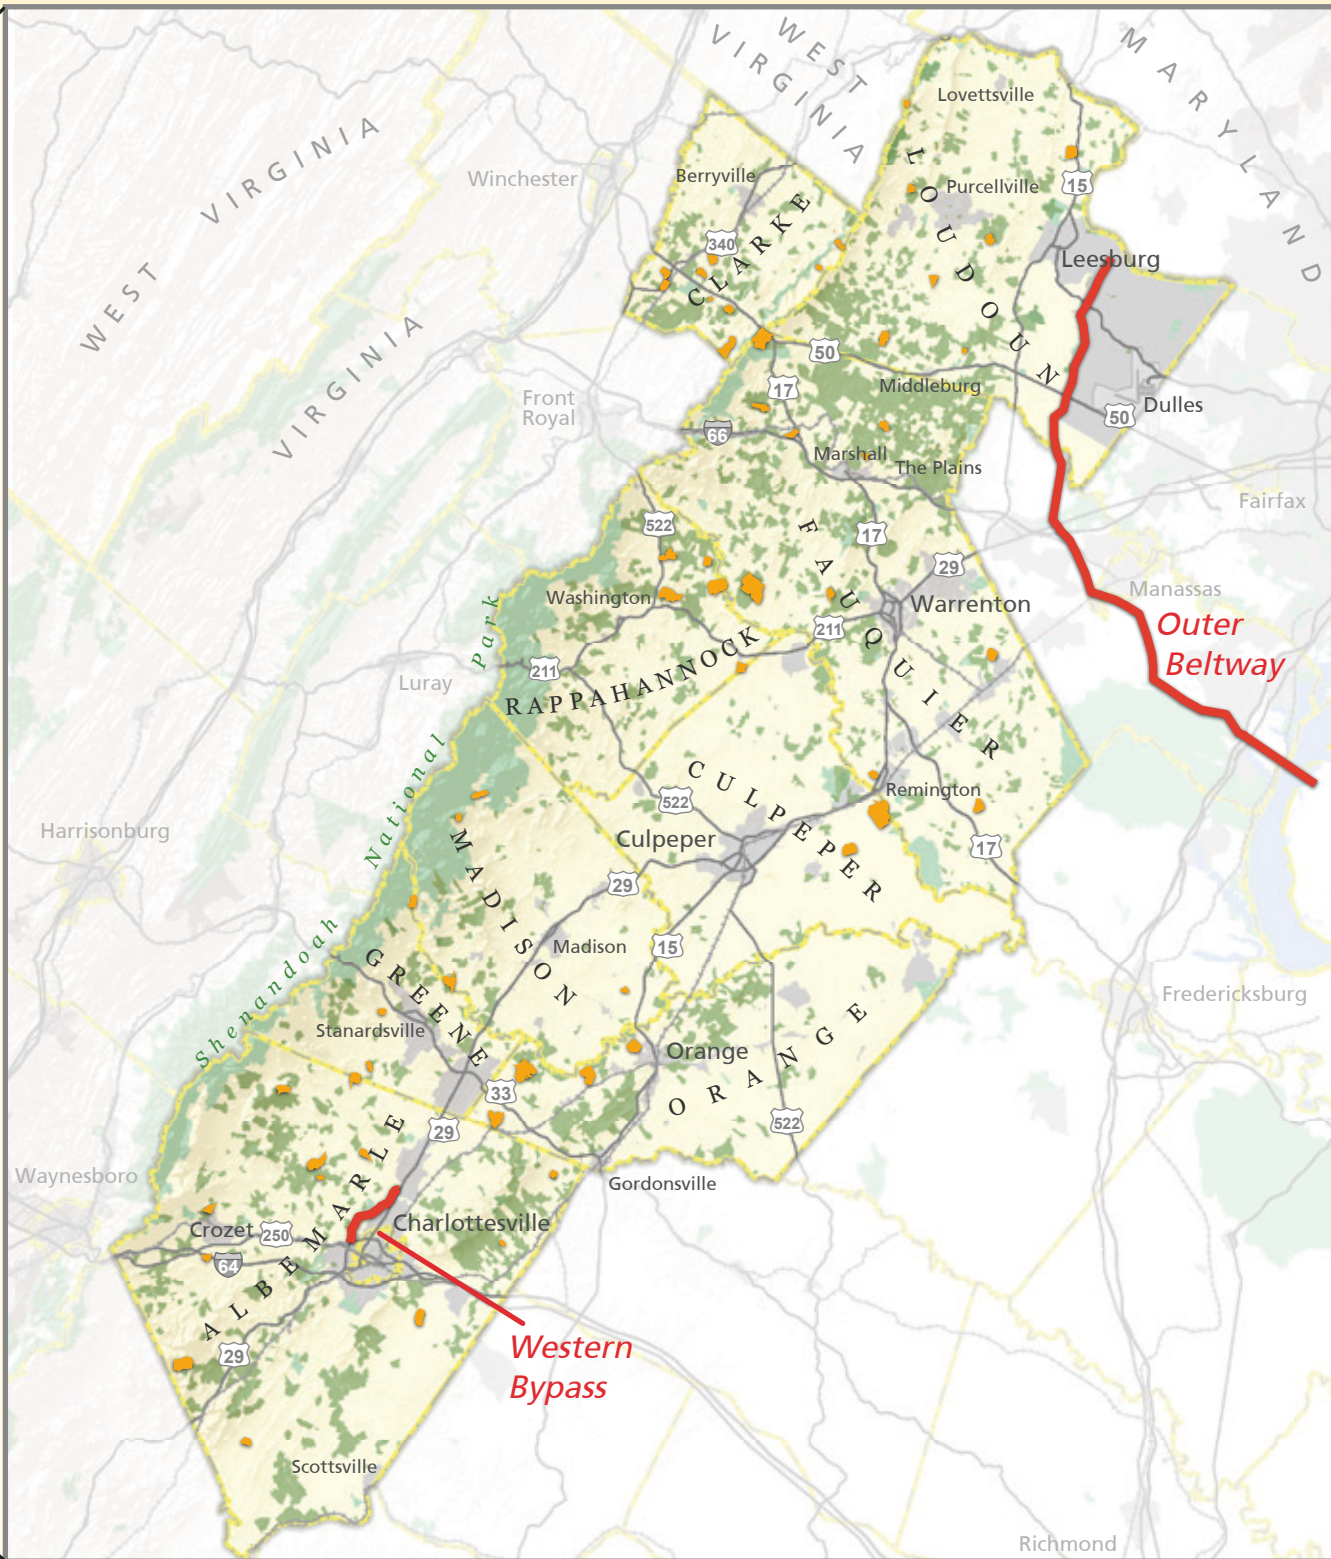 WEST VIRGINIA
MARYLAND
WEST VIRGINIA
VIRGINIA
Lovettsville
Winchester
Berryville
Purcellville
15
LOUDOUN
CLARKE
340
Leesburg
50
17
Middleburg
Front
Royal
50
Dulles
66
Marshall
The Plains
Fairfax
522
FAUQUIER
17
29
Manassas
Washington
Warrenton
211
Outer
Beltway
211
RAPPAHANNOCK
Luray
Shenandoah National Park
CULPEPER
522
Remington
Harrisonburg
Culpeper
17
MADISON
29
Madison
15
GREENE
Fredericksburg
Stanardsville
Orange
ORANGE
33
29
522
Waynesboro
Gordonsville
ALBEMARLE
Crozet
250
Charlottesville
64
29
Western
Bypass
Scottsville
Richmond